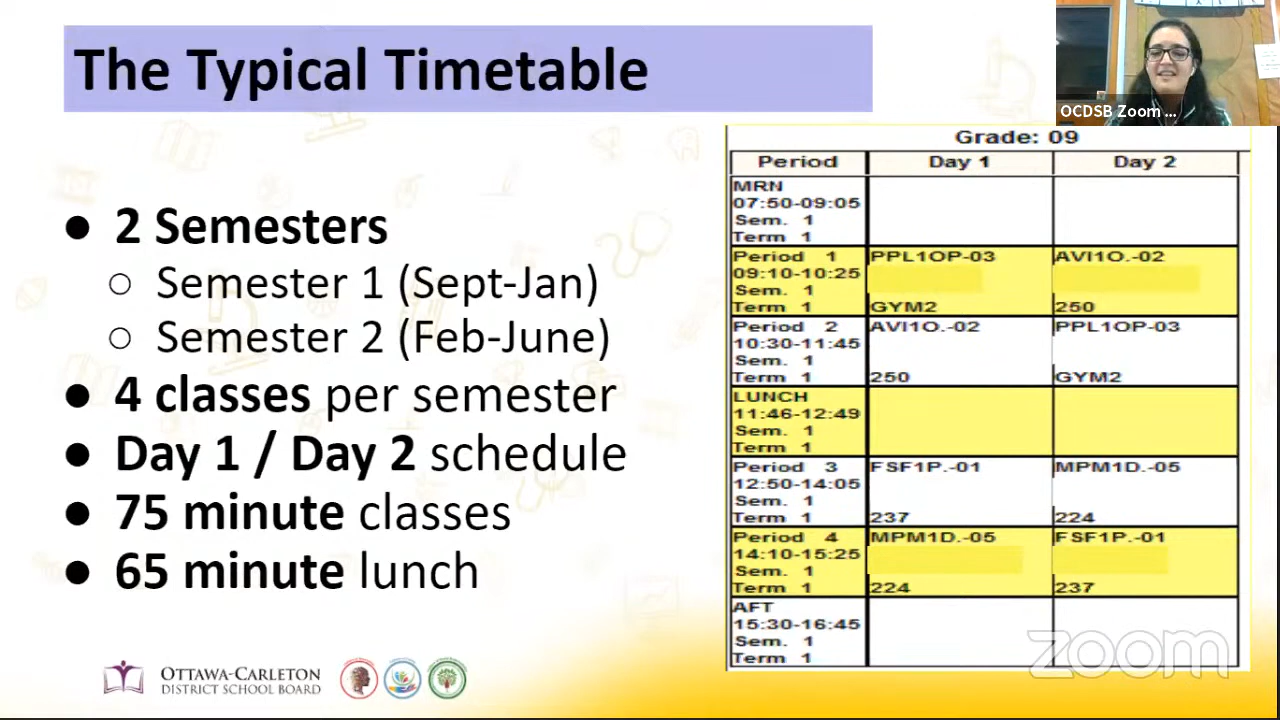 The Typical Timetable
OCDSB Zoom ...
● 2 Semesters
○ Semester 1 (Sept-Jan)
○ Semester 2 (Feb-June)
● 4 classes per semester
● Day 1 / Day 2 schedule
● 75 minute classes
● 65 minute lunch
Grade: 09
Period Day 1 Day 2
MRN
07:50-09:05
Sem. 1
Term 1
Period 1 PPL1OP-03 AVI1O.-02
09:10-10:25
Sem. 1
Term 1 GYM2 250
Period 2 AVI1O.-02 PPL1OP-03
10:30-11:45
Sem. 1
Term 1 250 GYM2
LUNCH
11:46-12:49
Sem. 1
Term 1
Period 3 FSF1P.-01 MPM1D.-05
12:50-14:05
Sem. 1
Term 1 237 224
Period 4 MPM1D.-05 FSF1P.-01
14:10-15:25
Sem. 1
Term 1 224 237
AFT
15:30-16:45
Sem. 1
Term 1
zoom
OTTAWA-CARLETON
DISTRICT SCHOOL BOARD